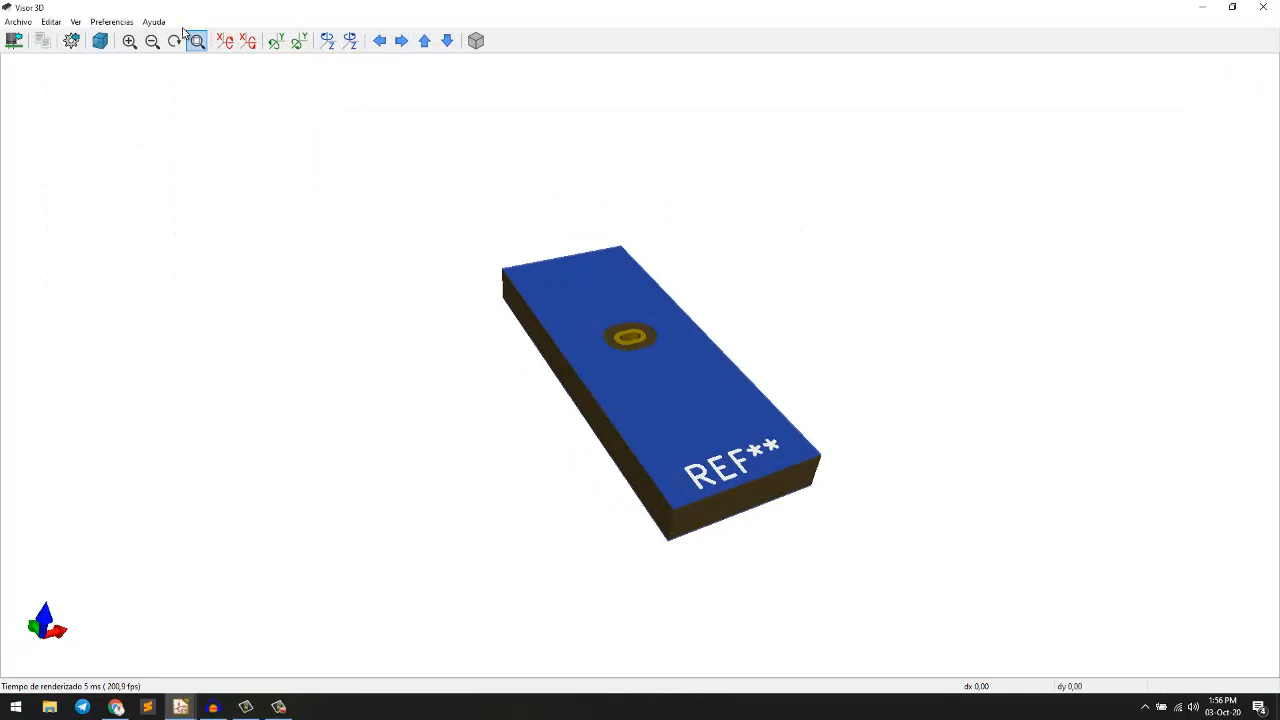 Visor 3D
Archivo Editar Ver Preferencias Ayuda
REF**
Tiempo de renderizado 5 ms ( 200,9 fps)
dx 0,00
dy 0,00
1:56 PM
03-Oct-20